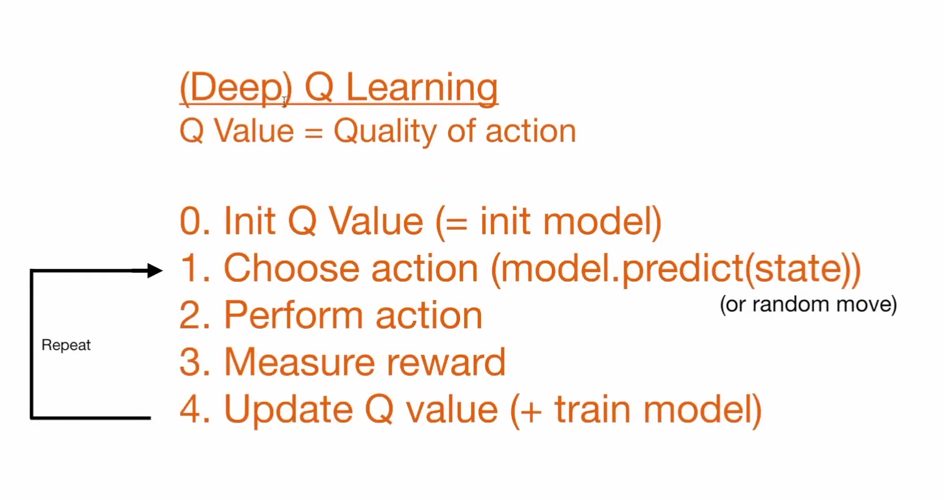 (Deep) Q Learning
Q Value = Quality of action
0. Init Q Value (= init model)
1. Choose action (model.predict(state))
(or random move)
2. Perform action
Repeat
3. Measure reward
4. Update Q value (+ train model)